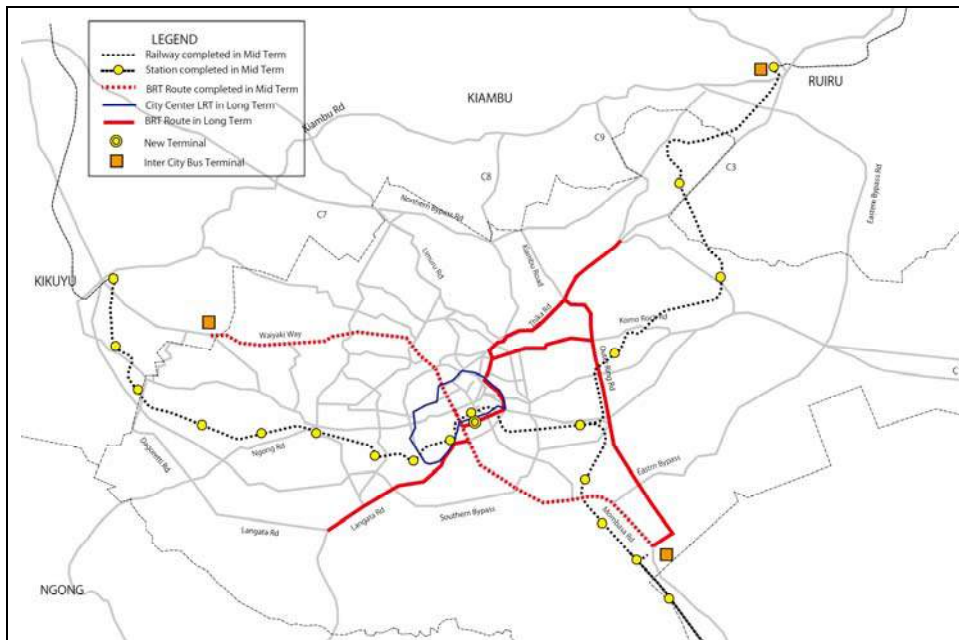 LEGEND
Railway completed in Mid Term
Station completed in Mid Term
BRT Route completed in Mid Term
City Center LRT in Long Term
BRT Route in Long Term
New Terminal
Inter City Bus Terminal
RUIRU
KIAMBU
Kiambu Rd
C9
C3
C8
Eastere Bypass Rd
Northern Bypass Rd
C7
Limuru Rd
Kiambu Road
KIKUYU
Thika Rd
Komo Rock Rd
Waiyaki Way
Outer Ring Rd
C
Ngong Rd
Dagoretti Rd
Eastrn Bypass
Southern Bypass
Mombasa Rd
Langata Rd
Langata Rd
NGONG